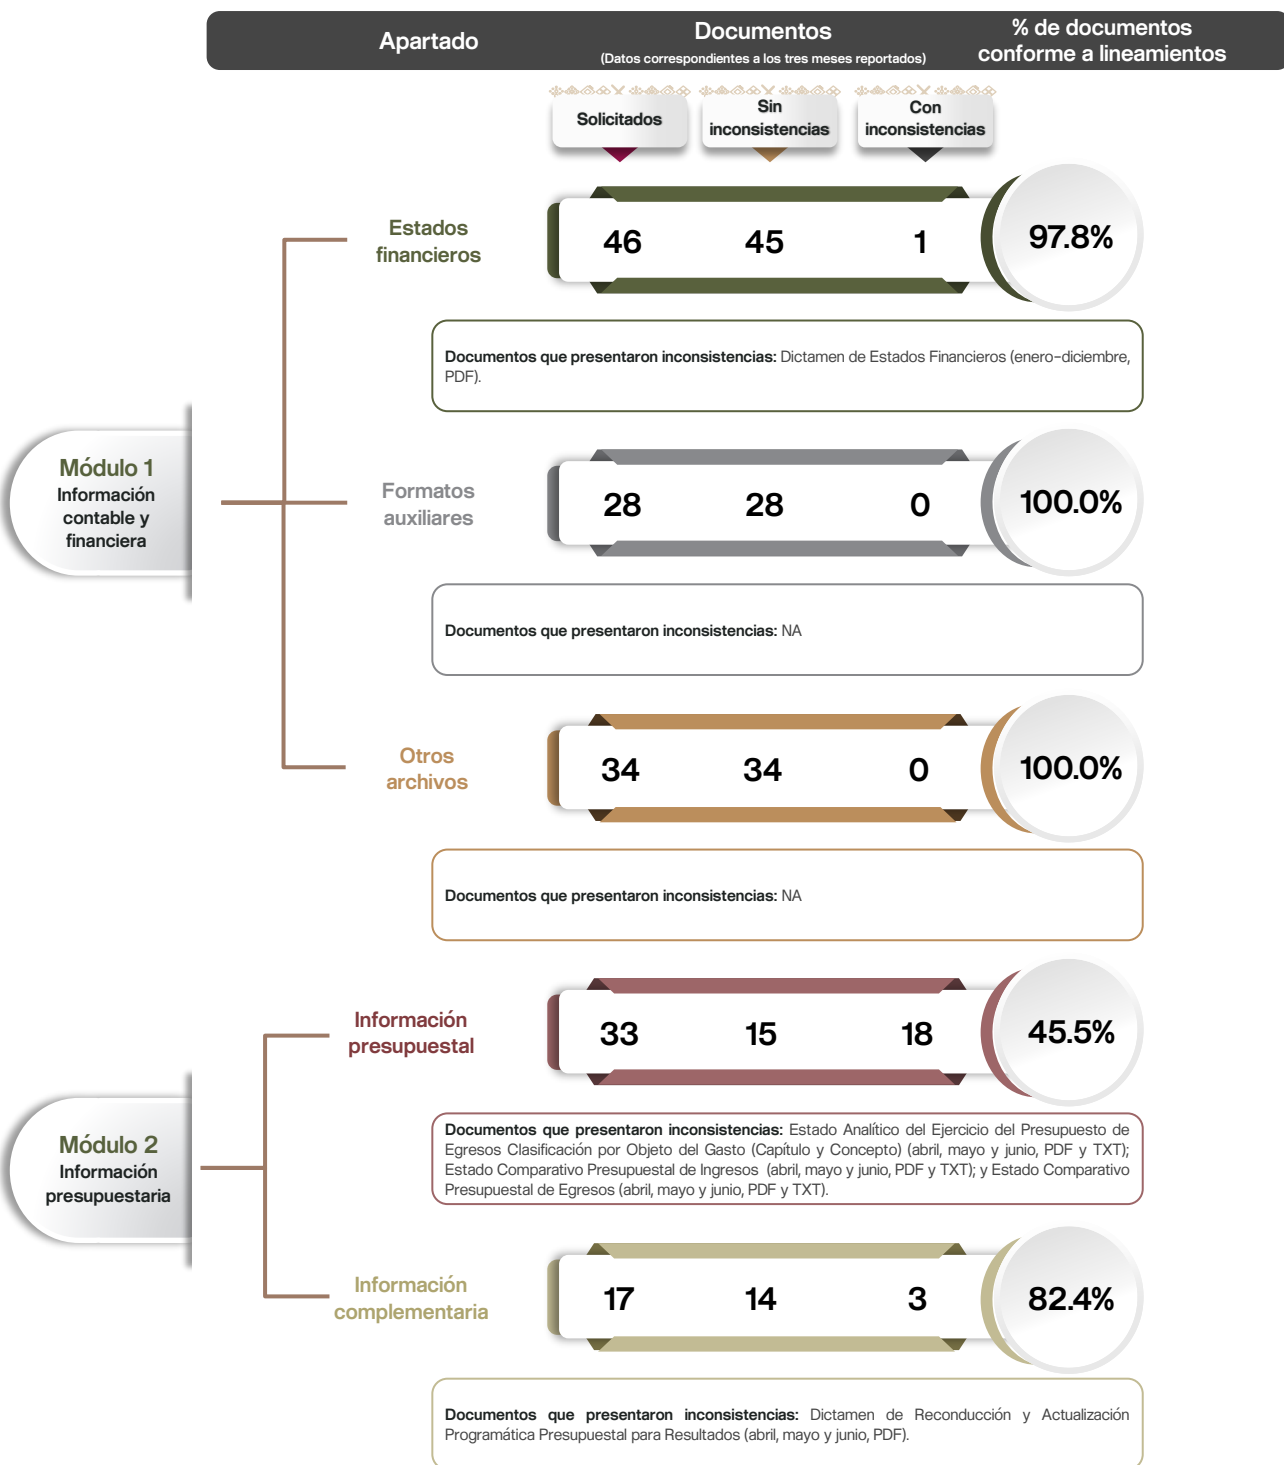 Apartado
Documentos
(Datos correspondientes a los tres meses reportados)
% de documentos
conforme a lineamientos
Solicitados
Sin
inconsistencias
Con
inconsistencias
Módulo 1
Información
contable y
financiera
Estados
financieros
46 45 1 97.8%
Documentos que presentaron inconsistencias: Dictamen de Estados Financieros (enero-diciembre,
PDF).
Formatos
auxiliares
28 28 0 100.0%
Documentos que presentaron inconsistencias: NA
Otros
archivos
34 34 0 100.0%
Documentos que presentaron inconsistencias: NA
Módulo 2
Información
presupuestaria
Información
presupuestal
33 15 18 45.5%
Documentos que presentaron inconsistencias: Estado Analítico del Ejercicio del Presupuesto de
Egresos Clasificación por Objeto del Gasto (Capítulo y Concepto) (abril, mayo y junio, PDF y TXT);
Estado Comparativo Presupuestal de Ingresos (abril, mayo y junio, PDF y TXT); y Estado Comparativo
Presupuestal de Egresos (abril, mayo y junio, PDF y TXT).
Información
complementaria
17 14 3 82.4%
Documentos que presentaron inconsistencias: Dictamen de Reconducción y Actualización
Programática Presupuestal para Resultados (abril, mayo y junio, PDF).